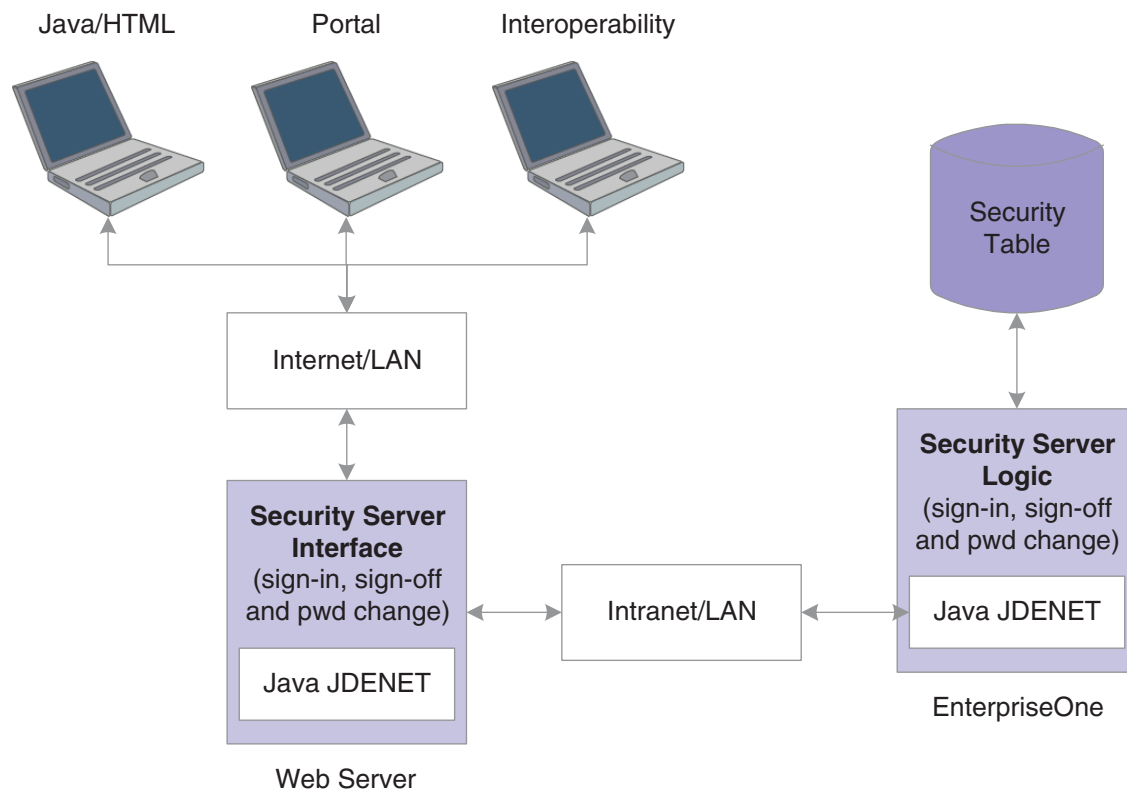 Java/HTML
Portal
Interoperability
Security
Table
Internet/LAN
Security Server
Logic
(sign-in, sign-off
and pwd change)
Java JDENET
EnterpriseOne
Security Server
Interface
(sign-in, sign-off
and pwd change)
Java JDENET
Web Server
Intranet/LAN